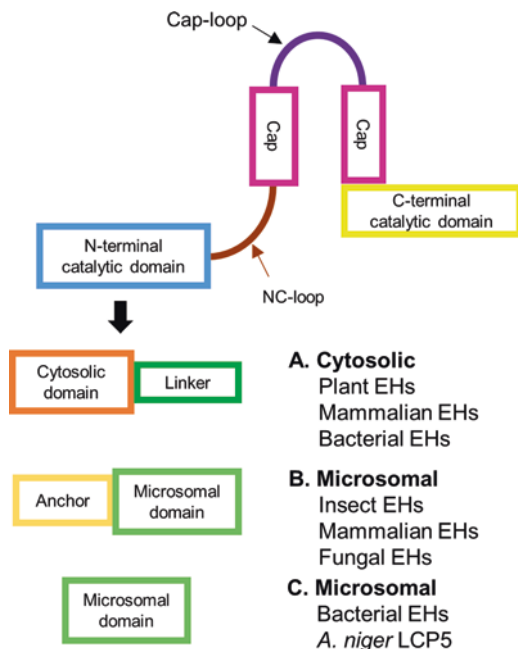 Cap-loop
Cap
Cap
C-terminal
catalytic domain
N-terminal
catalytic domain
NC-loop
Cytosolic
domain
Linker
A. Cytosolic
Plant EHs
Mammalian EHs
Bacterial EHs
Anchor
Microsomal
domain
B. Microsomal
Insect EHs
Mammalian EHs
Fungal EHs
Microsomal
domain
C. Microsomal
Bacterial EHs
A. niger LCP5